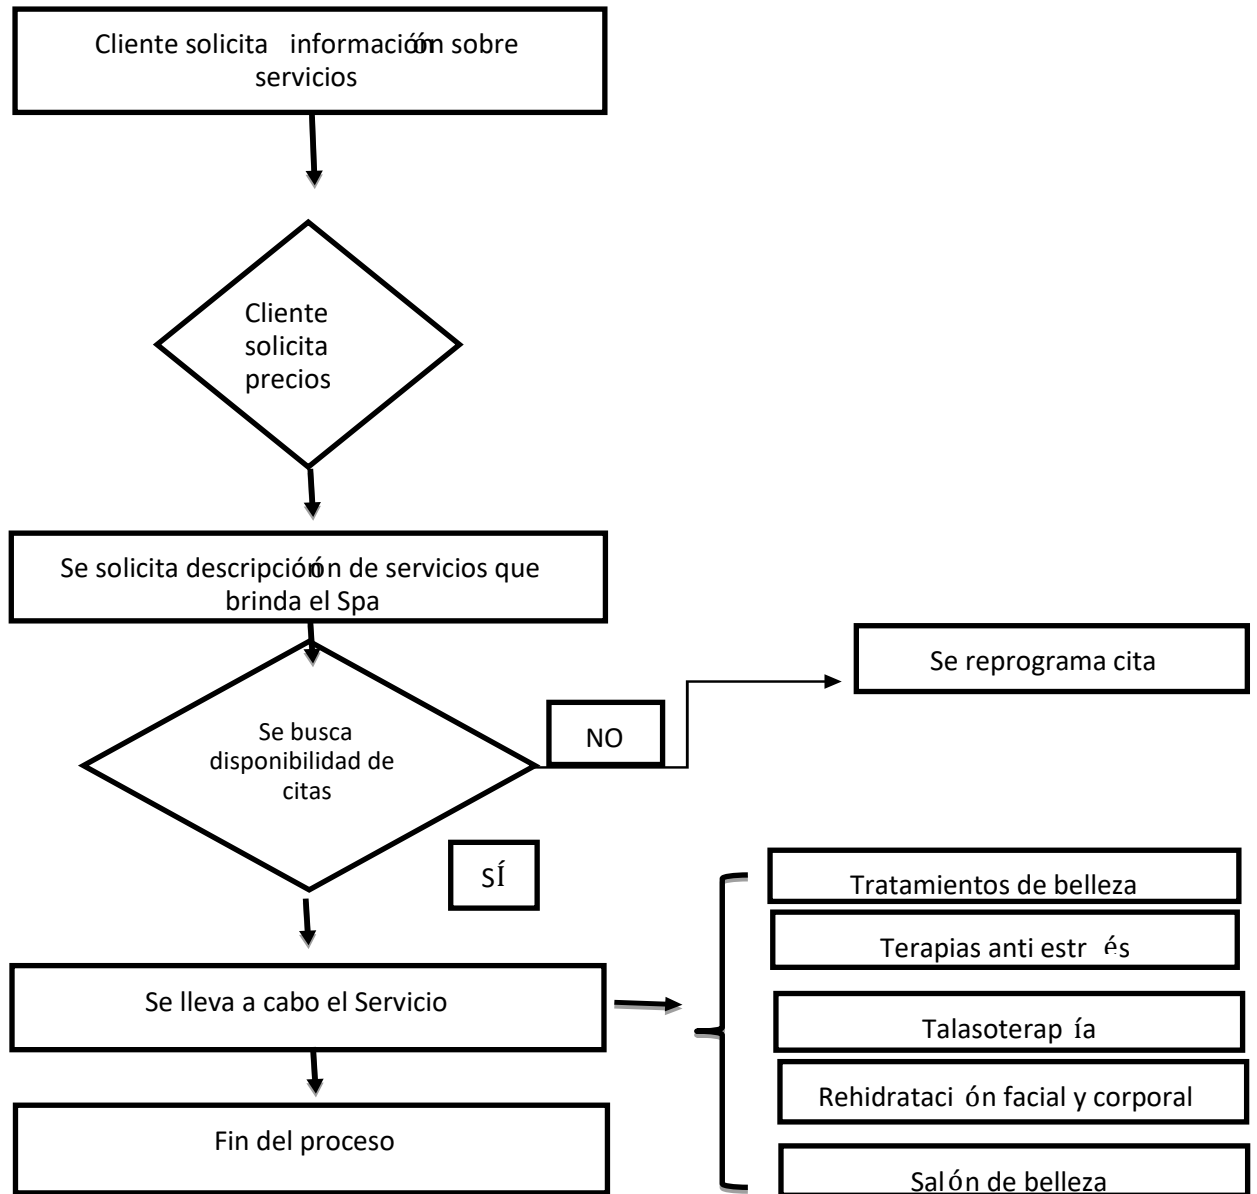 Cliente solicita información sobre
servicios
Cliente
solicita
precios
Se solicita descripción de servicios que
brinda el Spa
Se reprograma cita
NO
Se busca
disponibilidad de
citas
SÍ
Tratamientos de belleza
Terapias anti estrés
Talasoterapía
Se lleva a cabo el Servicio
Rehidratación facial y corporal
Fin del proceso
Salón de belleza